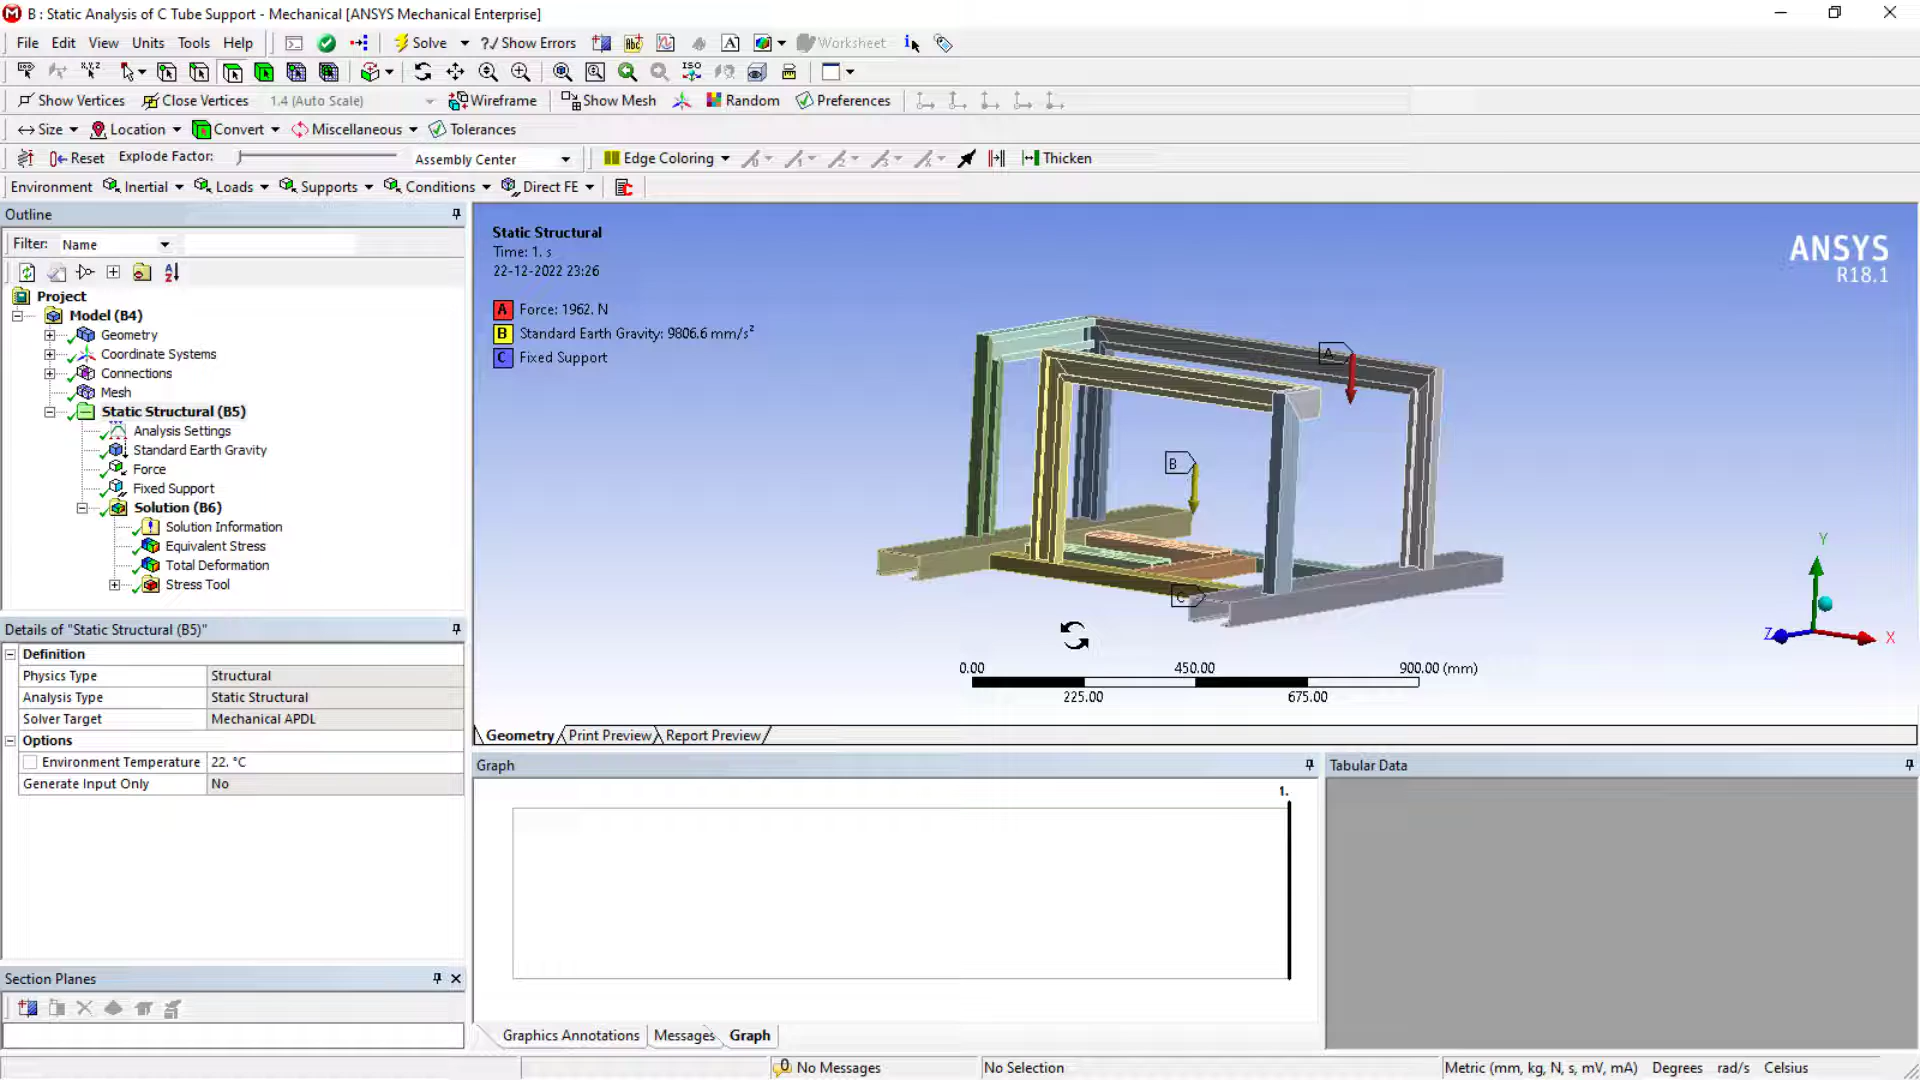 B : Static Analysis of C Tube Support - Mechanical [ANSYS Mechanical Enterprise]
File Edit View Units Tools Help Solve ?/ Show Errors Worksheet
Show Vertices Close Vertices 1.4 (Auto Scale) Wireframe Show Mesh Random Preferences
Size Location Convert Miscellaneous Tolerances
Reset Explode Factor: Assembly Center Edge Coloring Thicken
Environment Inertial Loads Supports Conditions Direct FE
Outline
Filter: Name
Project
Model (B4)
Geometry
Coordinate Systems
Connections
Mesh
Static Structural (B5)
Analysis Settings
Standard Earth Gravity
Force
Fixed Support
Solution (B6)
Solution Information
Equivalent Stress
Total Deformation
Stress Tool
Details of "Static Structural (B5)"
Definition
Physics Type Structural
Analysis Type Static Structural
Solver Target Mechanical APDL
Options
Environment Temperature 22. °C
Generate Input Only No
Section Planes
Static Structural
Time: 1. s
22-12-2022 23:26
A Force: 1962. N
B Standard Earth Gravity: 9806.6 mm/s²
C Fixed Support
ANSYS
R18.1
A
B
C
Y
Z
X
0.00 450.00 900.00 (mm)
225.00 675.00
Geometry Print Preview Report Preview
Graph
1.
Tabular Data
Graphics Annotations Messages Graph
No Messages No Selection Metric (mm, kg, N, s, mV, mA) Degrees rad/s Celsius